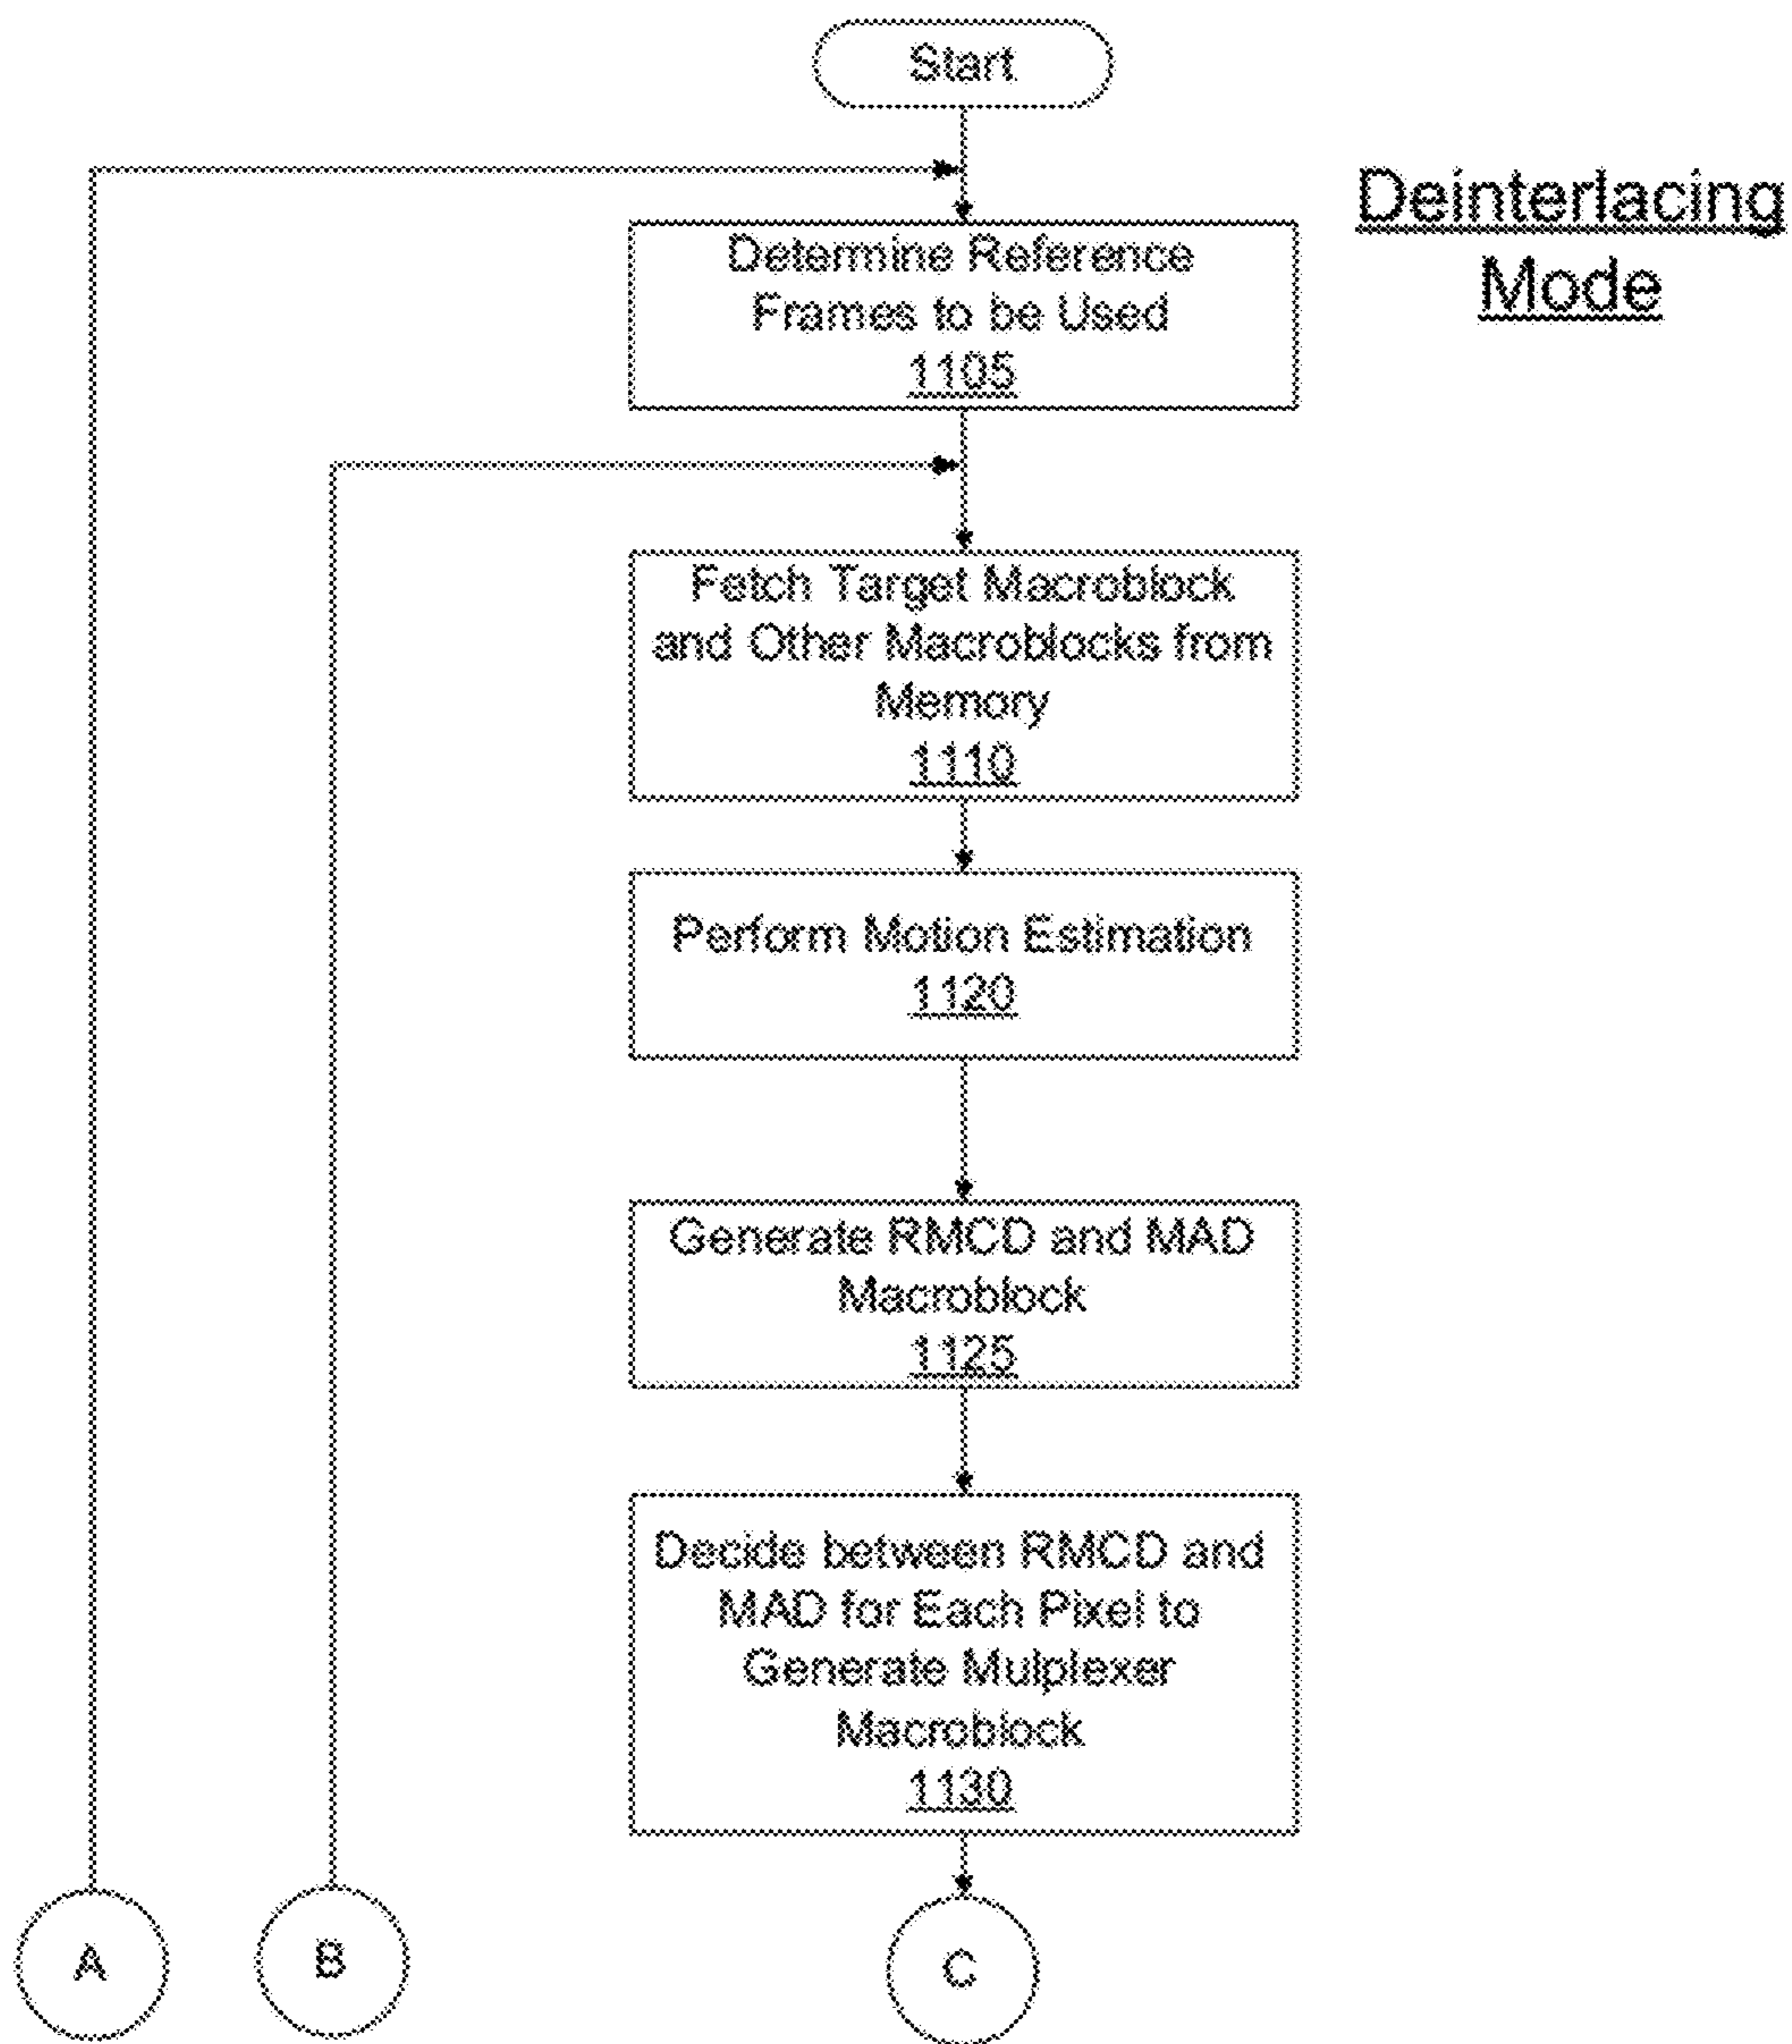 Start
Deinterlacing
Mode
Determine Reference
Frames to be Used
1105
Fetch Target Macroblock
and Other Macroblocks from
Memory
1110
Perform Motion Estimation
1120
Generate RMCD and MAD
Macroblock
1125
Decide between RMCD and
MAD for Each Pixel to
Generate Mulplexer
Macroblock
1130
A
B
C